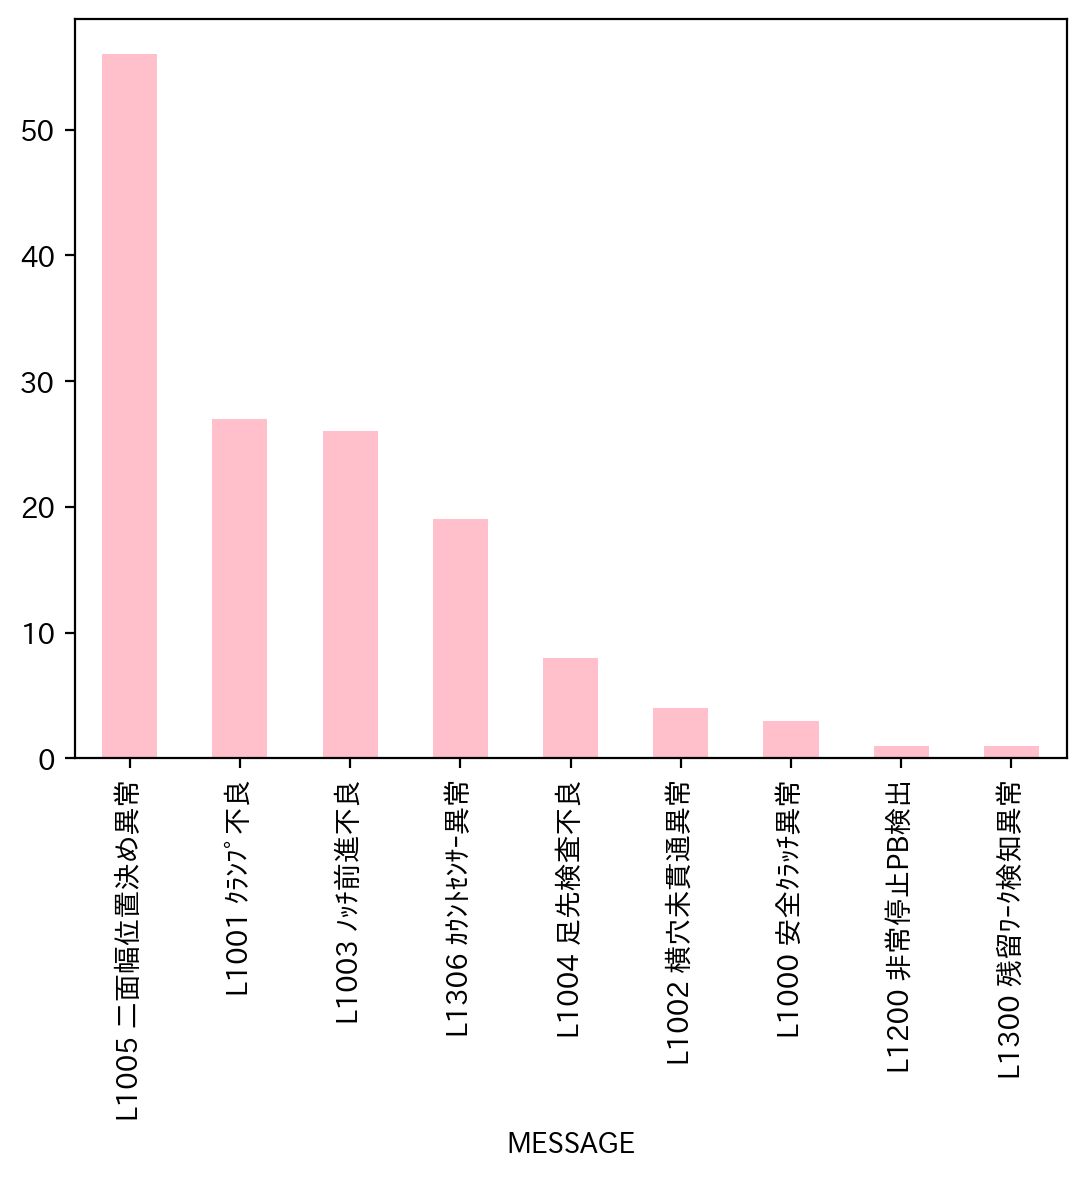 50
40
30
20
10
0
L1005 二面幅位置決め異常
L1001 ｸﾗﾝﾌﾟ不良
L1003 ﾉｯﾁ前進不良
L1306 ｶｳﾝﾄｾﾝｻｰ異常
L1004 足先検査不良
L1002 横穴未貫通異常
L1000 安全ｸﾗｯﾁ異常
L1200 非常停止PB検出
L1300 残留ﾜｰｸ検知異常
MESSAGE